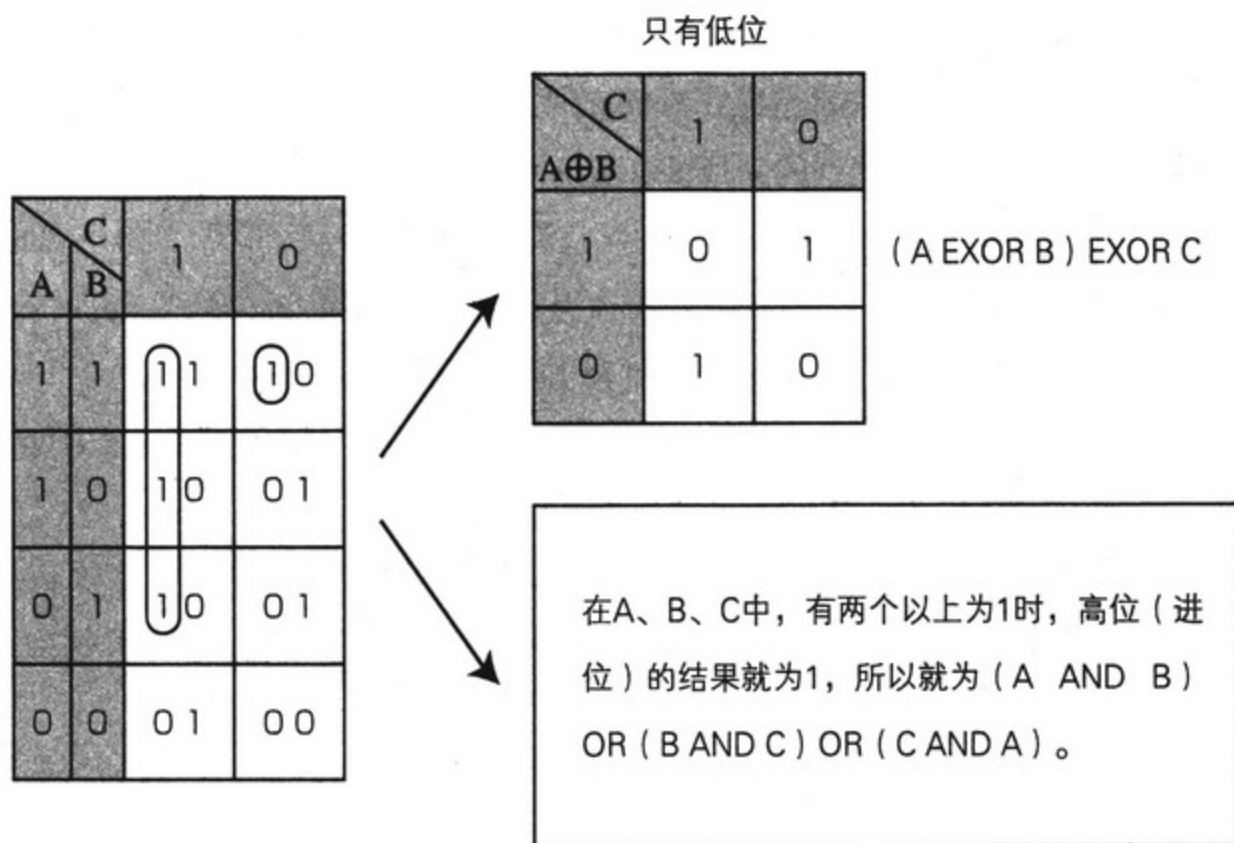 只有低位
C 1 0
A⊕B
1 0 1
(A EXOR B) EXOR C
0 1 0
C 1 0
A B
1 1 11 10
1 0 10 01
0 1 10 01
0 0 01 00
在A、B、C中，有两个以上为1时，高位（进
位）的结果就为1，所以就为（A AND B）
OR（B AND C）OR（C AND A）。